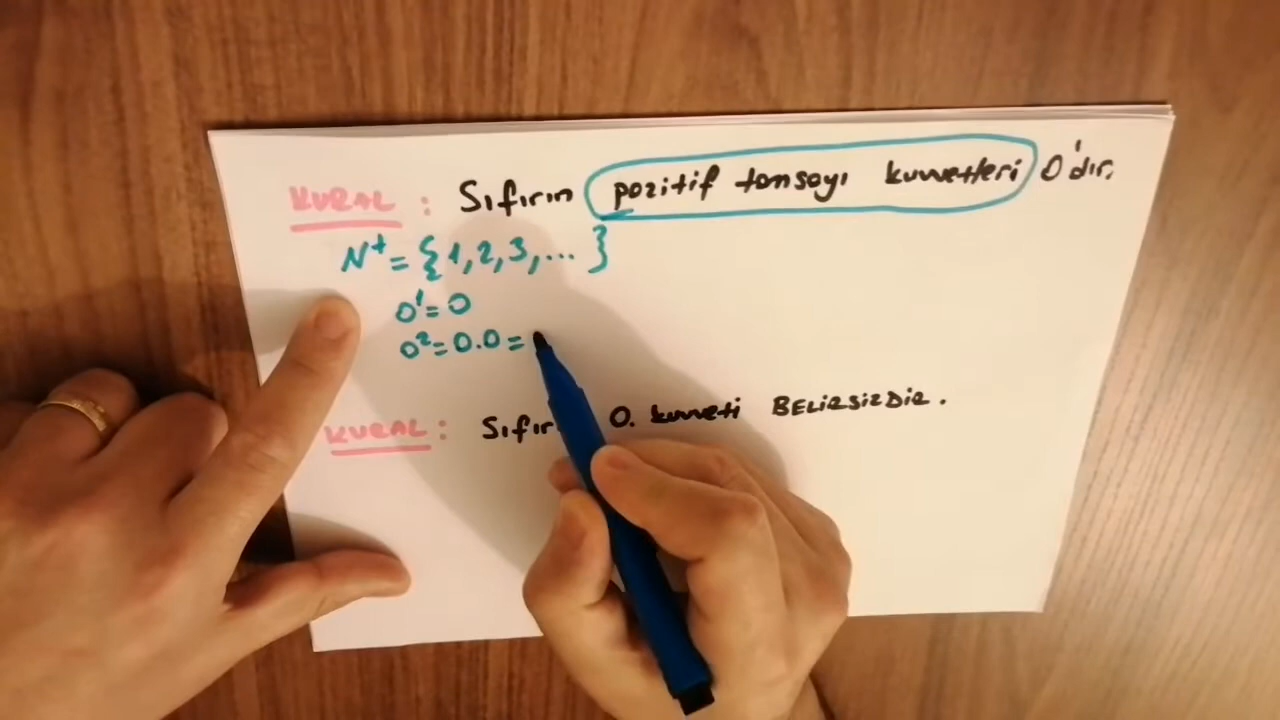 KURAL : Sıfırın pozitif tamsayı kuvvetleri 0'dır.
N⁺ = {1, 2, 3, ... }
0¹ = 0
0² = 0.0 =
KURAL : 0. kuvveti BELİRSİZDİR.